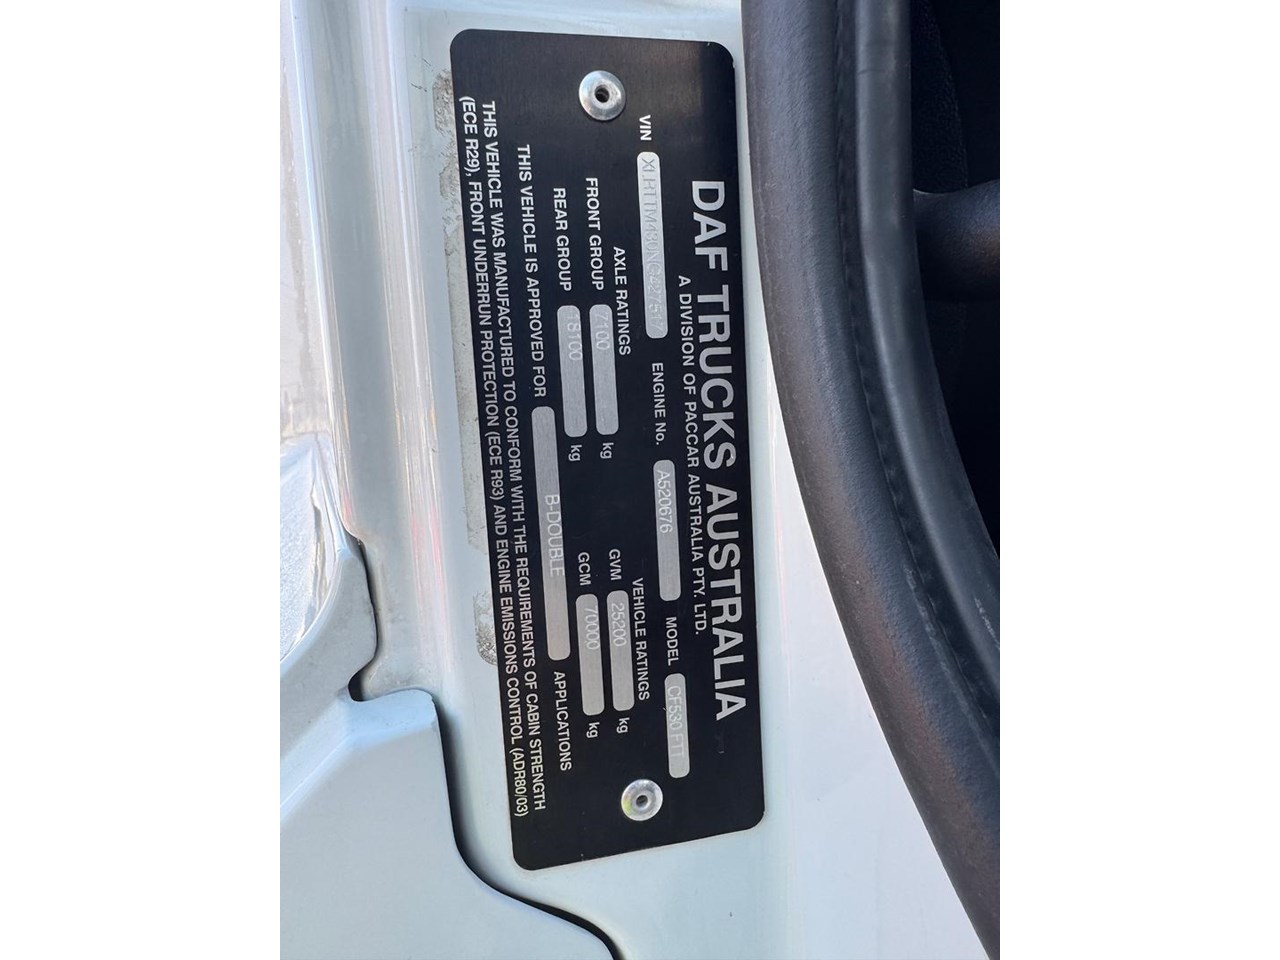 DAF TRUCKS AUSTRALIA
A DIVISION OF PACCAR AUSTRALIA PTY. LTD.
VIN ENGINE No. A520676 MODEL CF530 FTT
AXLE RATINGS VEHICLE RATINGS
FRONT GROUP 7100 kg GVM 25200 kg
REAR GROUP 18100 kg GCM 70000 kg
THIS VEHICLE IS APPROVED FOR B-DOUBLE APPLICATIONS
THIS VEHICLE WAS MANUFACTURED TO CONFORM WITH THE REQUIREMENTS OF CABIN STRENGTH
(ECE R29), FRONT UNDERRUN PROTECTION (ECE R93) AND ENGINE EMISSIONS CONTROL (ADR80/03)